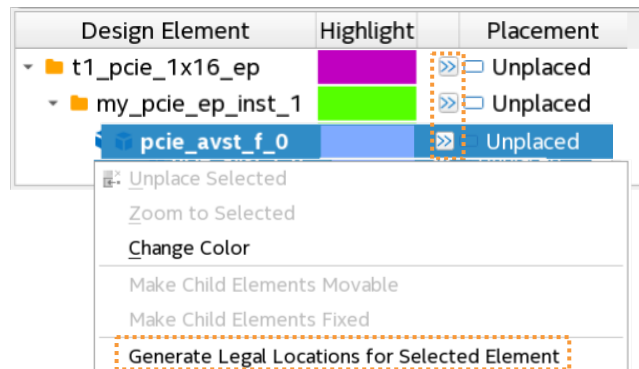 Design Element Highlight Placement
t1_pcie_1x16_ep Unplaced
my_pcie_ep_inst_1 Unplaced
pcie_avst_f_0 Unplaced
Unplace Selected
Zoom to Selected
Change Color
Make Child Elements Movable
Make Child Elements Fixed
Generate Legal Locations for Selected Element